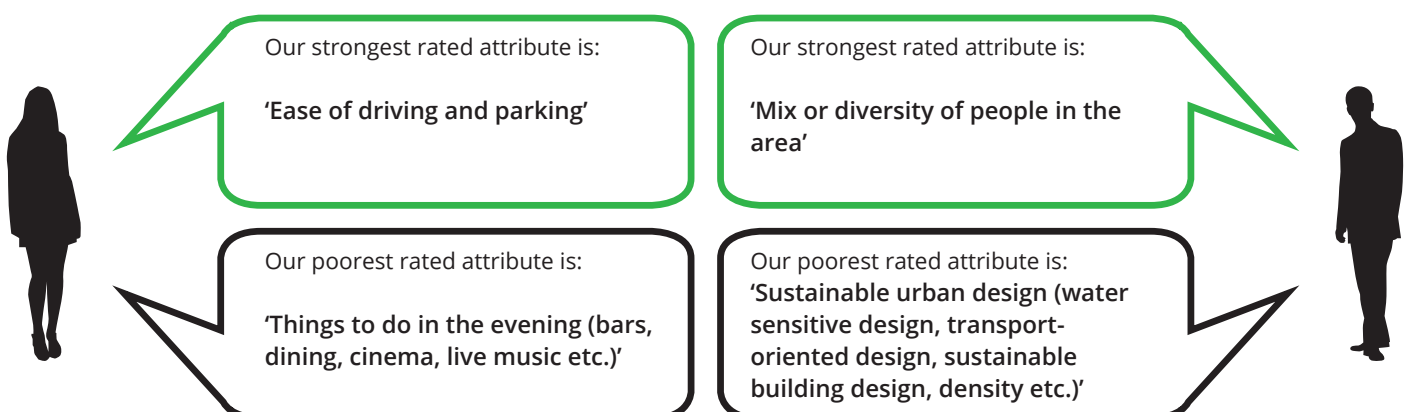 Our strongest rated attribute is:
‘Ease of driving and parking’
Our strongest rated attribute is:
‘Mix or diversity of people in the
area’
Our poorest rated attribute is:
‘Things to do in the evening (bars,
dining, cinema, live music etc.)’
Our poorest rated attribute is:
‘Sustainable urban design (water
sensitive design, transport-
oriented design, sustainable
building design, density etc.)’